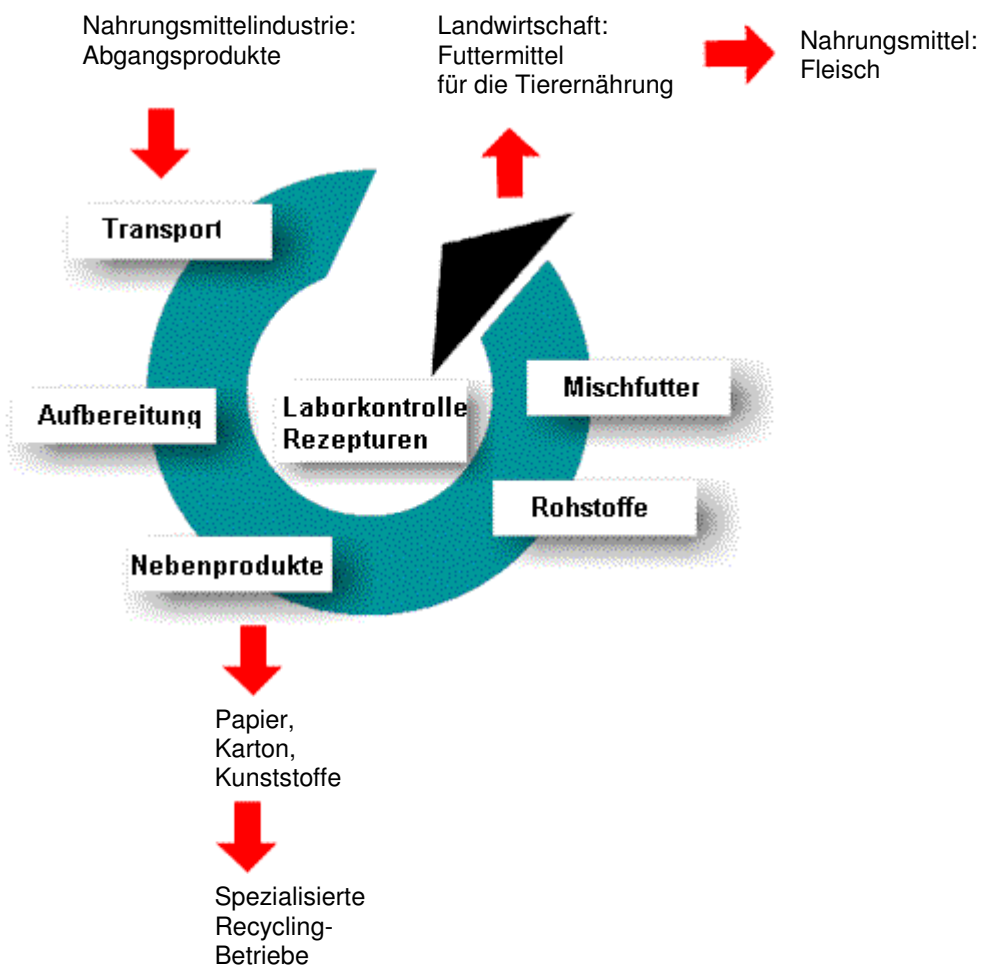 Nahrungsmittelindustrie:
Abgangsprodukte
Landwirtschaft:
Futtermittel
für die Tierernährung
Nahrungsmittel:
Fleisch
Transport
Aufbereitung
Laborkontrolle
Rezepturen
Mischfutter
Rohstoffe
Nebenprodukte
Papier,
Karton,
Kunststoffe
Spezialisierte
Recycling-
Betriebe